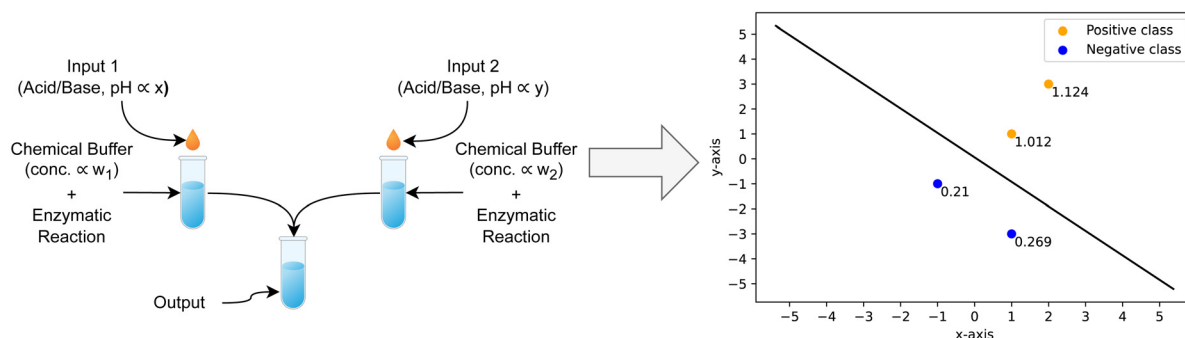 Input 1
(Acid/Base, pH ∝ x)
Input 2
(Acid/Base, pH ∝ y)
Chemical Buffer
(conc. ∝ w1)
+
Enzymatic
Reaction
Chemical Buffer
(conc. ∝ w2)
+
Enzymatic
Reaction
Output
Positive class
Negative class
y-axis
5
4
3
2
1
0
−1
−2
−3
−4
−5
1.124
1.012
0.21
0.269
−5 −4 −3 −2 −1 0 1 2 3 4 5
x-axis